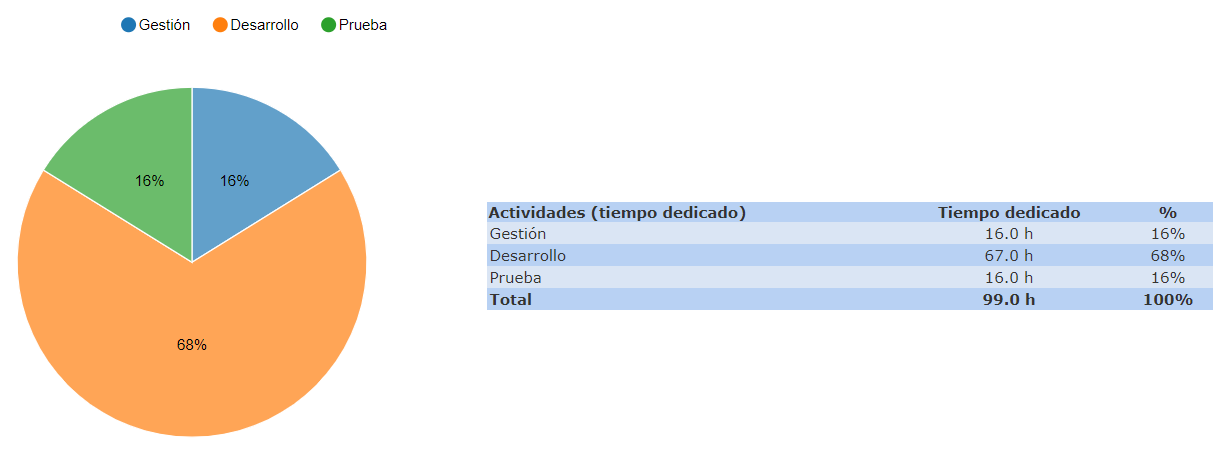 Gestión Desarrollo Prueba
16% 16%
68%
Actividades (tiempo dedicado) Tiempo dedicado %
Gestión 16.0 h 16%
Desarrollo 67.0 h 68%
Prueba 16.0 h 16%
Total 99.0 h 100%